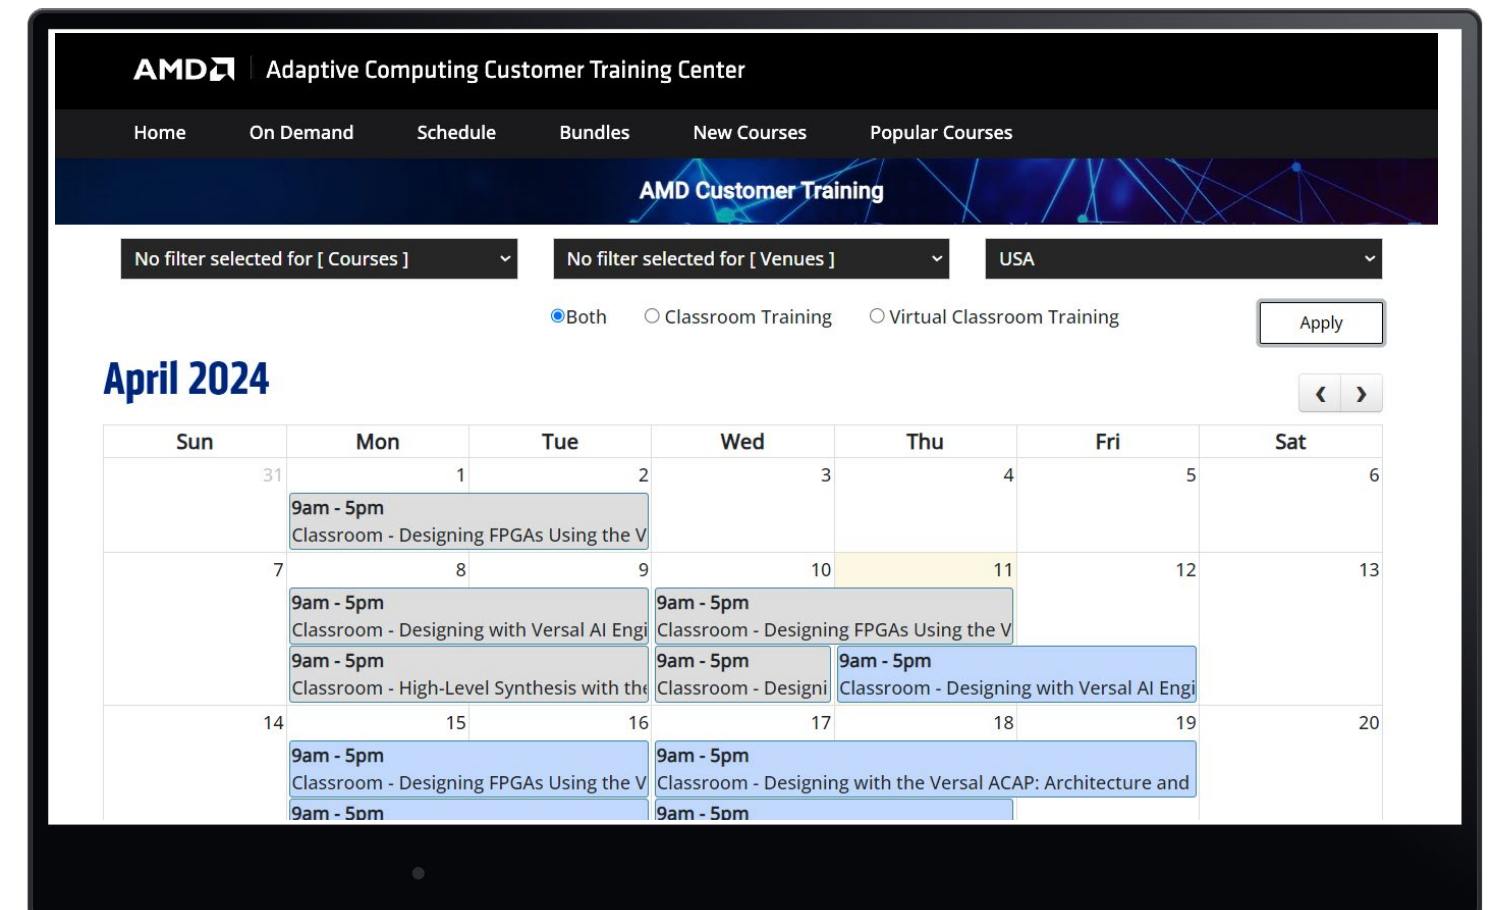 AMD Adaptive Computing Customer Training Center
Home On Demand Schedule Bundles New Courses Popular Courses
AMD Customer Training
No filter selected for [ Courses ] No filter selected for [ Venues ] USA
Both Classroom Training Virtual Classroom Training Apply
April 2024
Sun Mon Tue Wed Thu Fri Sat
31 1 2 3 4 5 6
9am - 5pm
Classroom - Designing FPGAs Using the V
7 8 9 10 11 12 13
9am - 5pm 9am - 5pm
Classroom - Designing with Versal AI Engi Classroom - Designing FPGAs Using the V
9am - 5pm 9am - 5pm 9am - 5pm
Classroom - High-Level Synthesis with the Classroom - Designi Classroom - Designing with Versal AI Engi
14 15 16 17 18 19 20
9am - 5pm 9am - 5pm
Classroom - Designing FPGAs Using the V Classroom - Designing with the Versal ACAP: Architecture and
9am - 5pm 9am - 5pm